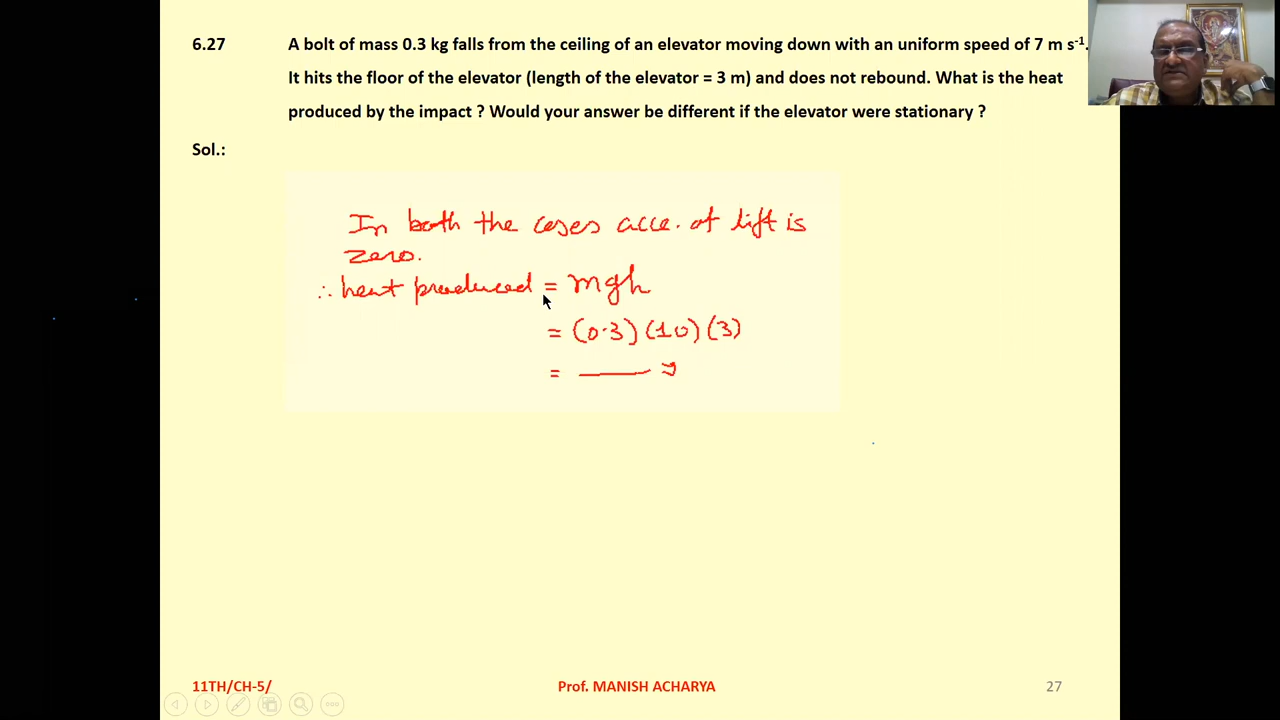 6.27 A bolt of mass 0.3 kg falls from the ceiling of an elevator moving down with an uniform speed of 7 m s⁻¹.
It hits the floor of the elevator (length of the elevator = 3 m) and does not rebound. What is the heat
produced by the impact ? Would your answer be different if the elevator were stationary ?
Sol.:
In both the cases acce. of lift is
zero.
∴ heat produced = mgh
= (0.3) (10) (3)
= ____ J
11TH/CH-5/ Prof. MANISH ACHARYA 27